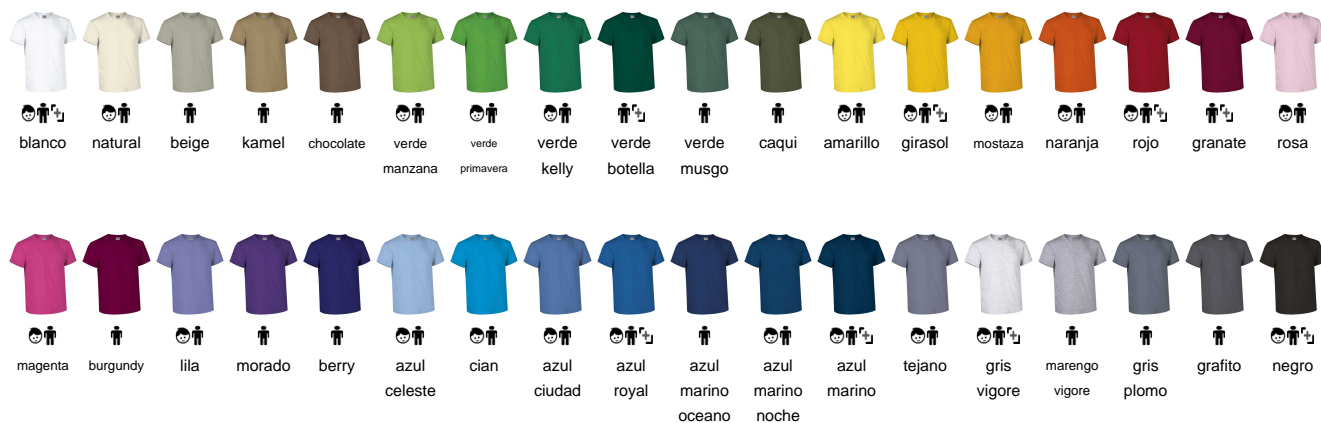 blanco natural beige kamel chocolate verde verde verde verde verde caqui amarillo girasol mostaza naranja rojo granate rosa
manzana primavera kelly botella musgo
magenta burgundy lila morado berry azul cian azul azul azul azul azul tejano gris marengo gris grafito negro
celeste ciudad royal marino marino marino vigore vigore plomo
oceano noche